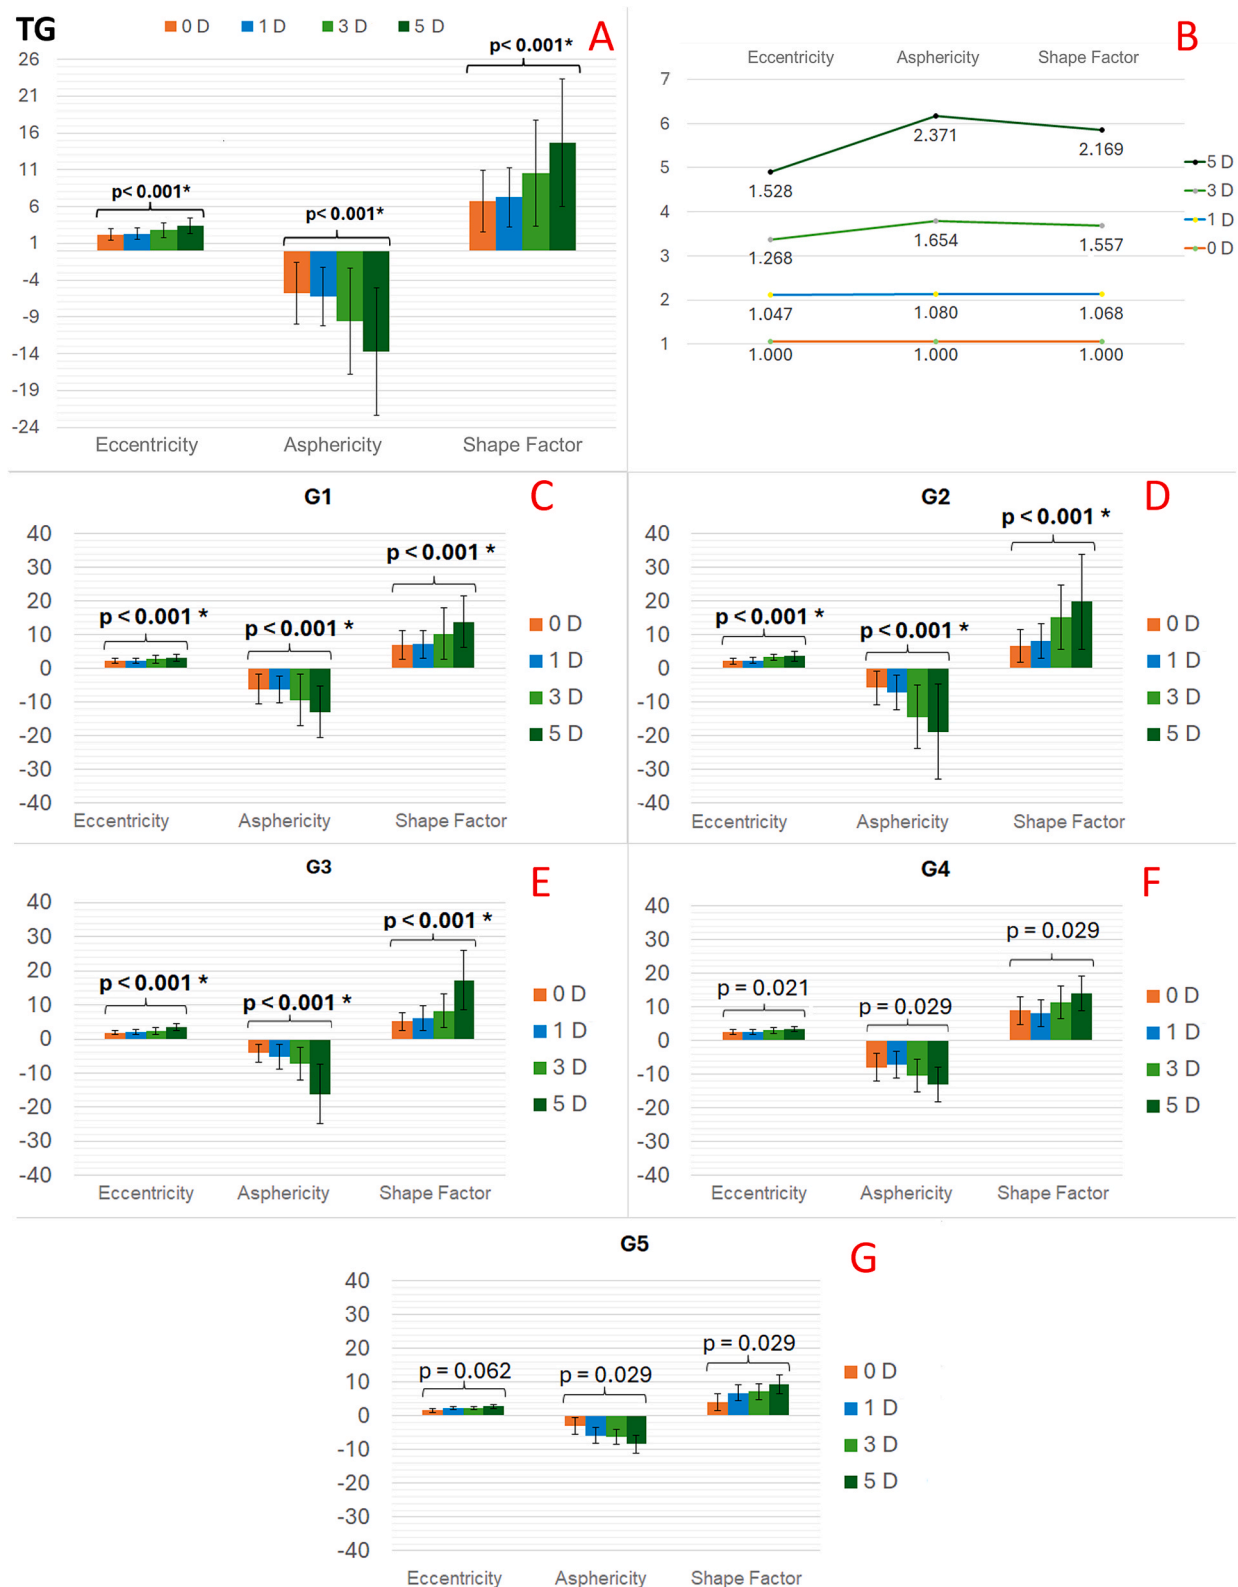 TG
0 D 1 D 3 D 5 D
A
p< 0.001*
p< 0.001*
p< 0.001*
26
21
16
11
6
1
-4
-9
-14
-19
-24
Eccentricity Asphericity Shape Factor
B
Eccentricity Asphericity Shape Factor
7
6
5
4
3
2
1
1.528 2.371 2.169
1.268 1.654 1.557
1.047 1.080 1.068
1.000 1.000 1.000
5 D
3 D
1 D
0 D
G1
C
p < 0.001 *
p < 0.001 *
p < 0.001 *
40
30
20
10
0
-10
-20
-30
-40
Eccentricity Asphericity Shape Factor
0 D
1 D
3 D
5 D
G2
D
p < 0.001 *
p < 0.001 *
p < 0.001 *
40
30
20
10
0
-10
-20
-30
-40
Eccentricity Asphericity Shape Factor
0 D
1 D
3 D
5 D
G3
E
p < 0.001 *
p < 0.001 *
p < 0.001 *
40
30
20
10
0
-10
-20
-30
-40
Eccentricity Asphericity Shape Factor
0 D
1 D
3 D
5 D
G4
F
p = 0.029
p = 0.021
p = 0.029
40
30
20
10
0
-10
-20
-30
-40
Eccentricity Asphericity Shape Factor
0 D
1 D
3 D
5 D
G5
G
p = 0.029
p = 0.062
p = 0.029
40
30
20
10
0
-10
-20
-30
-40
Eccentricity Asphericity Shape Factor
0 D
1 D
3 D
5 D